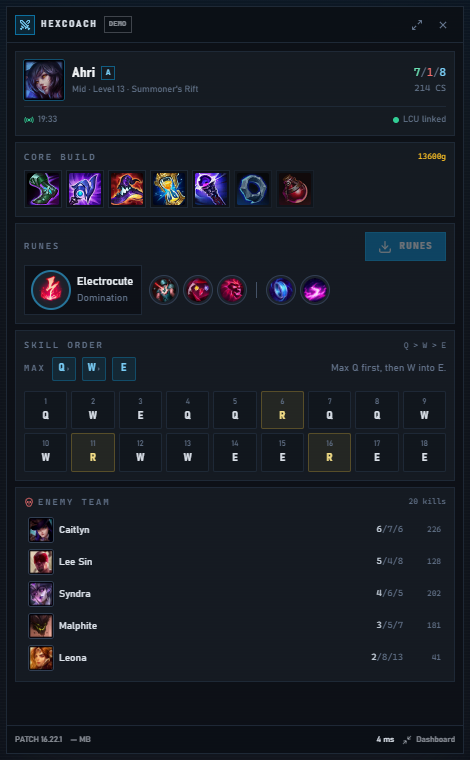 HEXCOACH DEMO
Ahri A 7/1/8
Mid · Level 13 · Summoner's Rift 214 CS
19:33 LCU linked
CORE BUILD 13600g
RUNES RUNES
Electrocute
Domination
SKILL ORDER Q > W > E
MAX Q › W › E Max Q first, then W into E.
1 2 3 4 5 6 7 8 9
Q W E Q Q R Q Q W
10 11 12 13 14 15 16 17 18
W R W W E E R E E
ENEMY TEAM 20 kills
Caitlyn 6/7/6 226
Lee Sin 5/4/8 128
Syndra 4/6/5 202
Malphite 3/5/7 181
Leona 2/8/13 41
PATCH 16.22.1 — MB 4 ms Dashboard